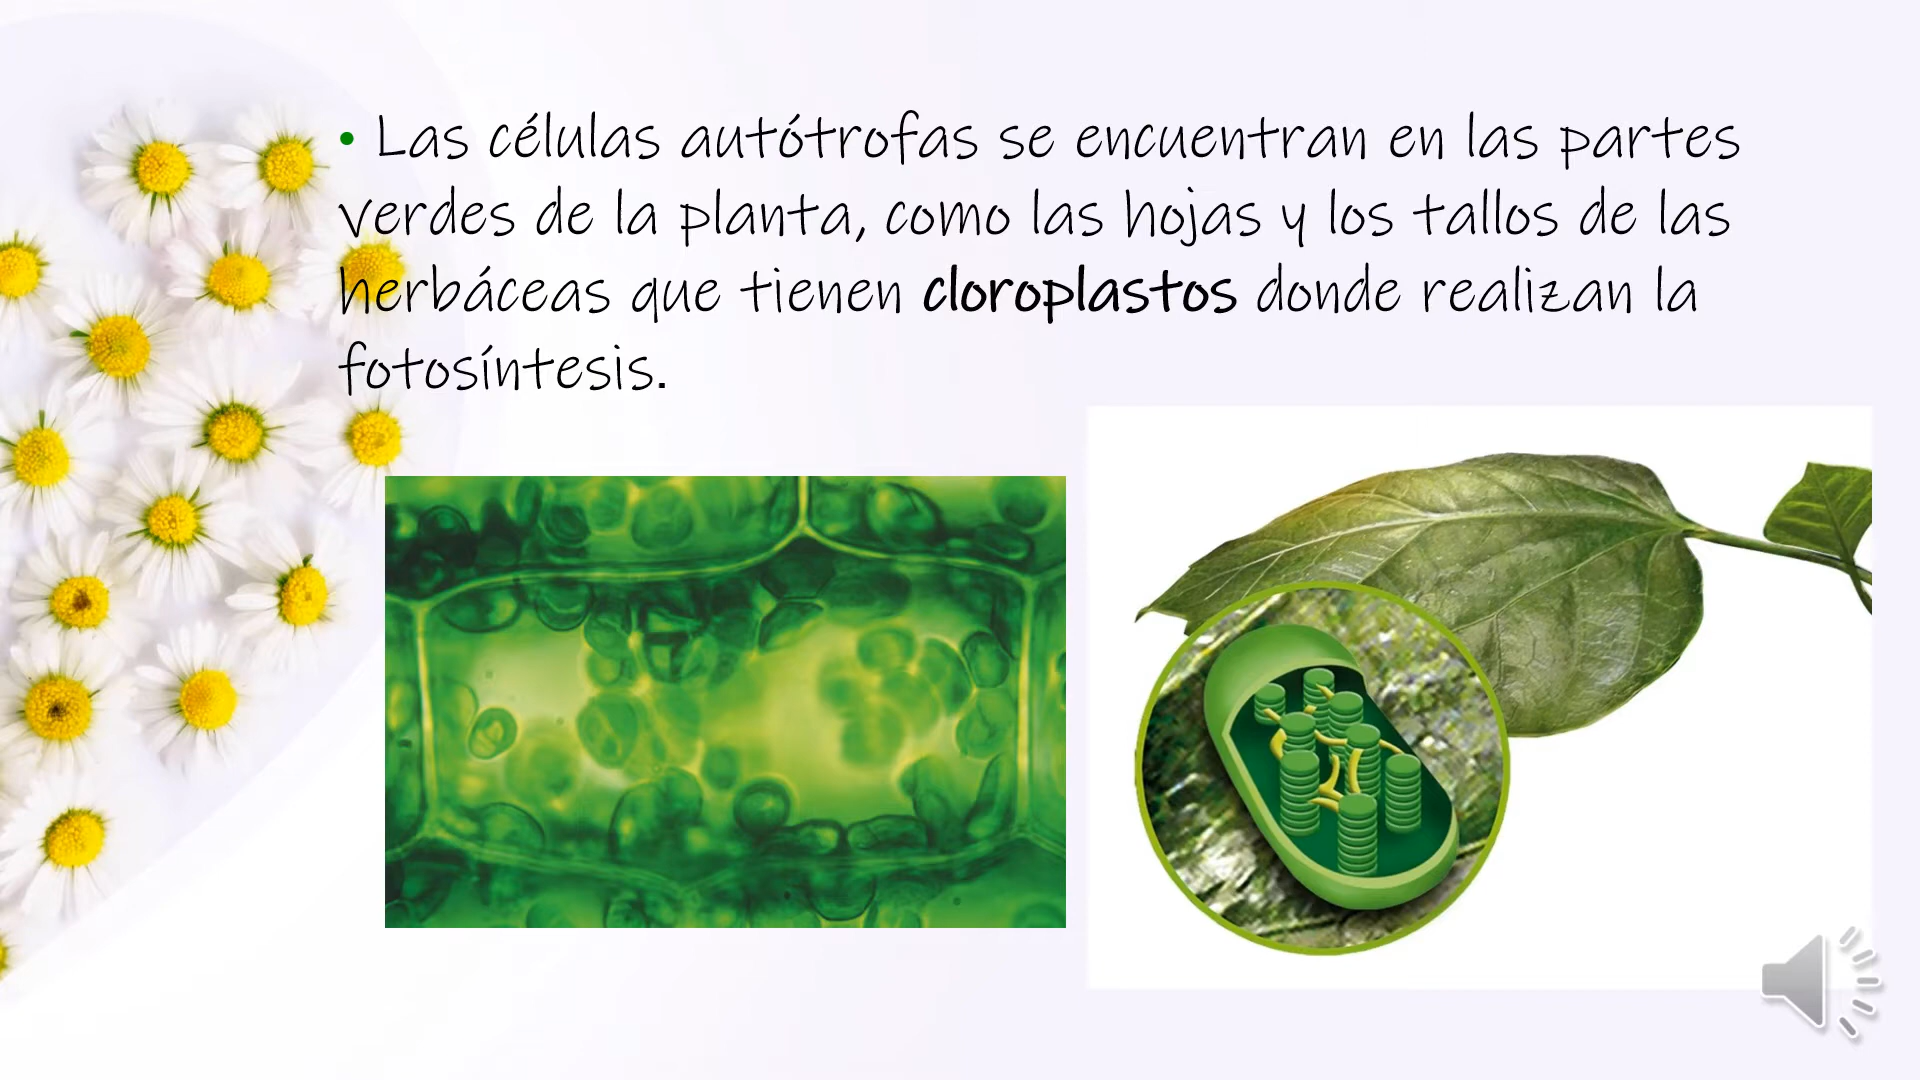 • Las células autótrofas se encuentran en las partes
verdes de la planta, como las hojas y los tallos de las
herbáceas que tienen cloroplastos donde realizan la
fotosíntesis.